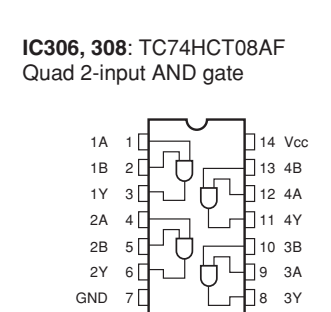 IC306, 308: TC74HCT08AF
Quad 2-input AND gate
1A 1 14 Vcc
1B 2 13 4B
1Y 3 12 4A
2A 4 11 4Y
2B 5 10 3B
2Y 6 9 3A
GND 7 8 3Y